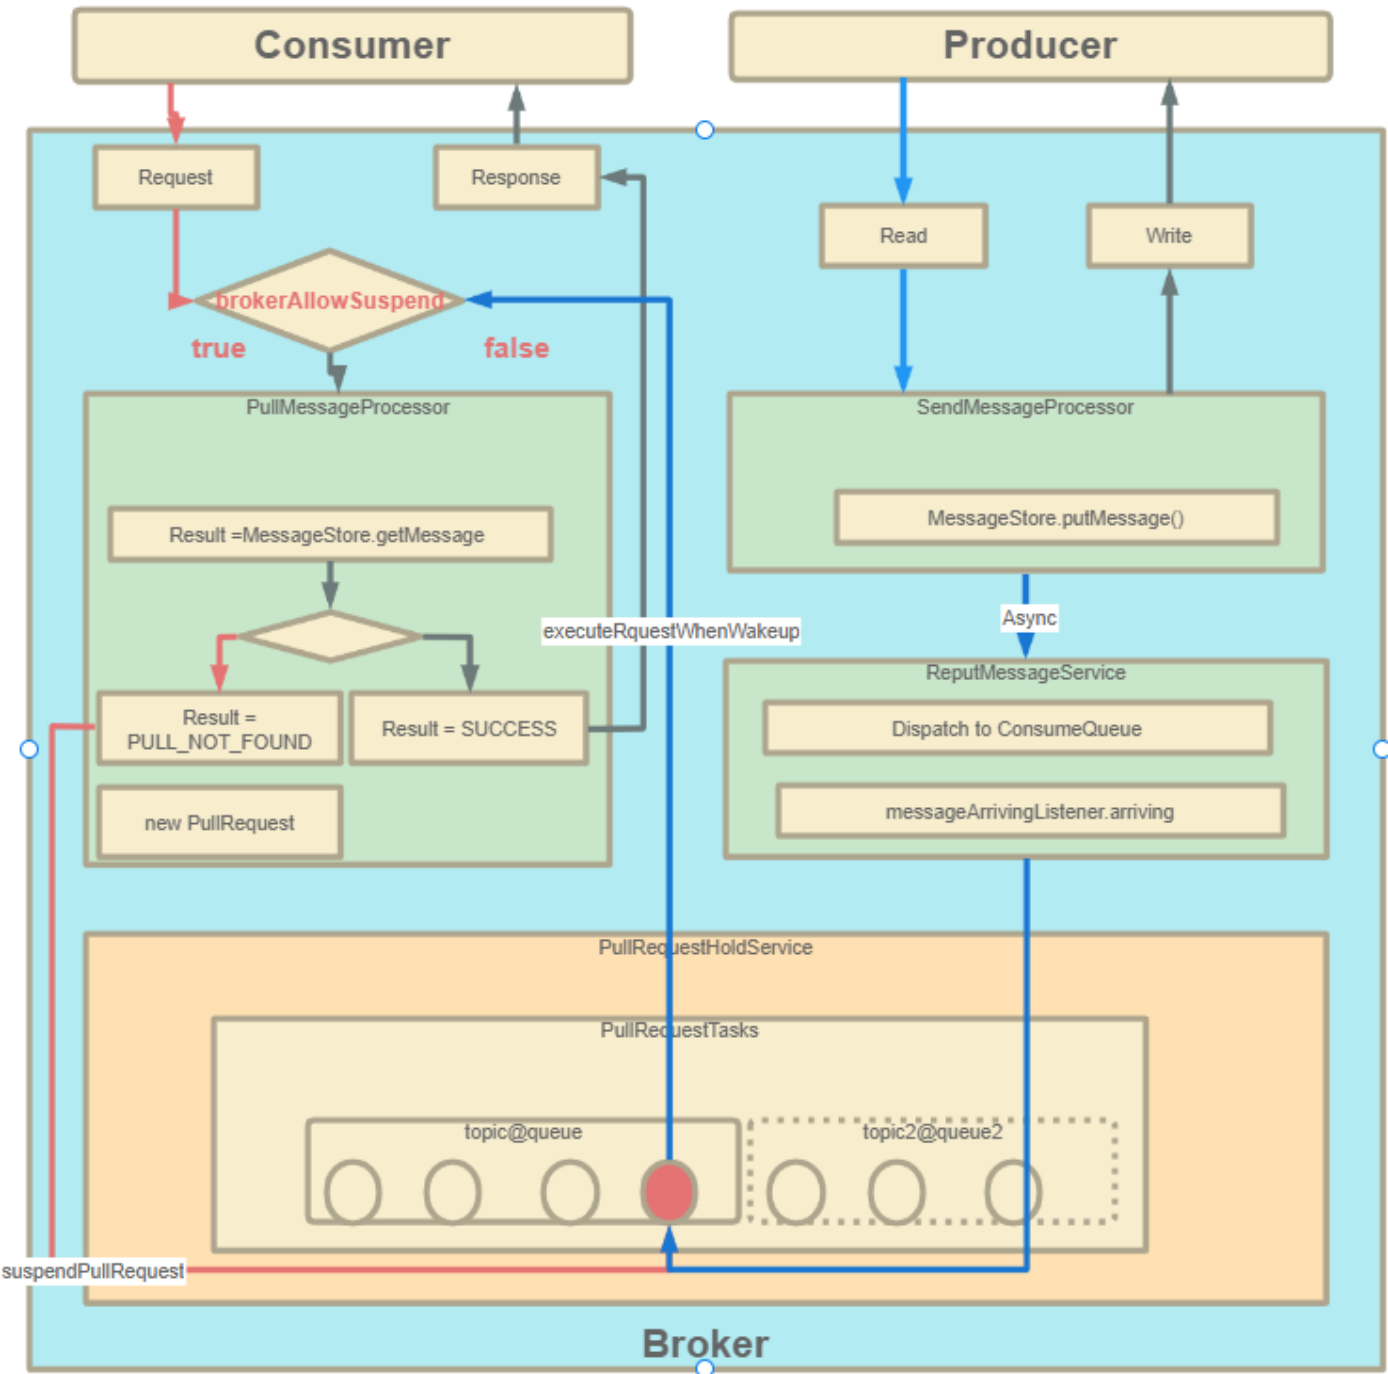 Consumer
Producer
Request
Response
Read
Write
brokerAllowSuspend
true
false
PullMessageProcessor
SendMessageProcessor
Result =MessageStore.getMessage
MessageStore.putMessage()
Async
executeRquestWhenWakeup
ReputMessageService
Result =
PULL_NOT_FOUND
Result = SUCCESS
Dispatch to ConsumeQueue
new PullRequest
messageArrivingListener.arriving
PullRequestHoldService
PullRequestTasks
topic@queue
topic2@queue2
suspendPullRequest
Broker